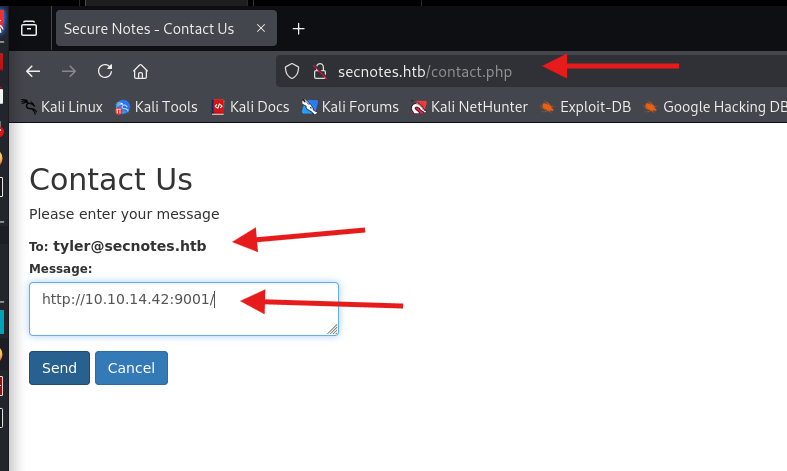 Secure Notes - Contact Us
secnotes.htb/contact.php
Kali Linux Kali Tools Kali Docs Kali Forums Kali NetHunter Exploit-DB Google Hacking DB
Contact Us
Please enter your message
To: tyler@secnotes.htb
Message:
http://10.10.14.42:9001/
Send Cancel